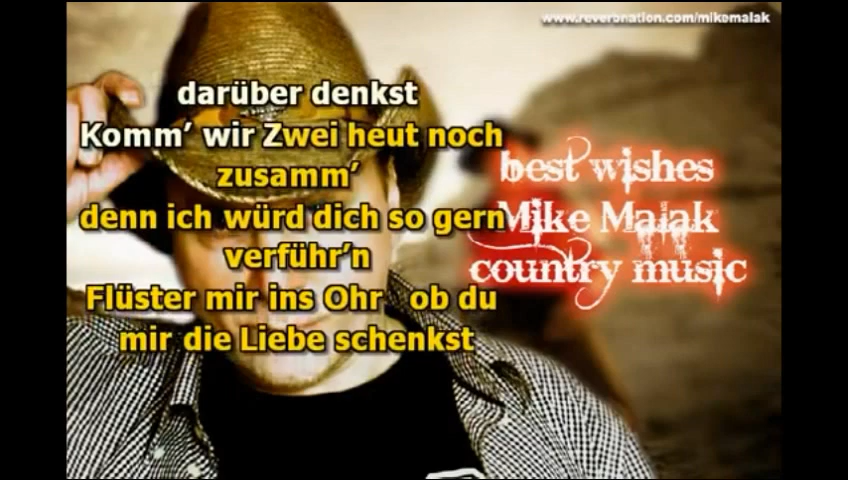 www.reverbnation.com/mikemalak
darüber denkst
Komm' wir Zwei heut noch
zusamm'
denn ich würd dich so gern
verführ'n
Flüster mir ins Ohr ob du
mir die Liebe schenkst
best wishes
Mike Malak
country music